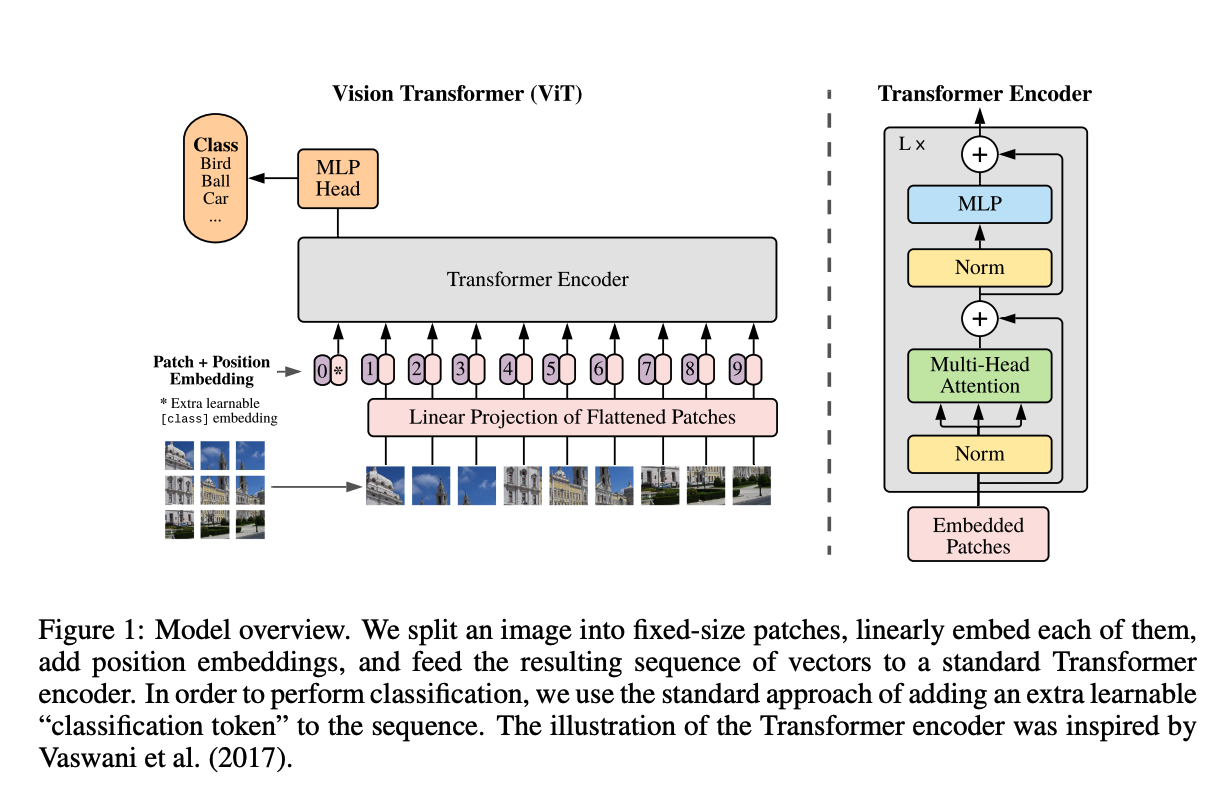 Vision Transformer (ViT)
Class
Bird
Ball
Car
...
MLP
Head
Transformer Encoder
Patch + Position
Embedding
* Extra learnable
[class] embedding
0 * 1 2 3 4 5 6 7 8 9
Linear Projection of Flattened Patches
Transformer Encoder
L x
+
MLP
Norm
+
Multi-Head
Attention
Norm
Embedded
Patches
Figure 1: Model overview. We split an image into fixed-size patches, linearly embed each of them,
add position embeddings, and feed the resulting sequence of vectors to a standard Transformer
encoder. In order to perform classification, we use the standard approach of adding an extra learnable
“classification token” to the sequence. The illustration of the Transformer encoder was inspired by
Vaswani et al. (2017).